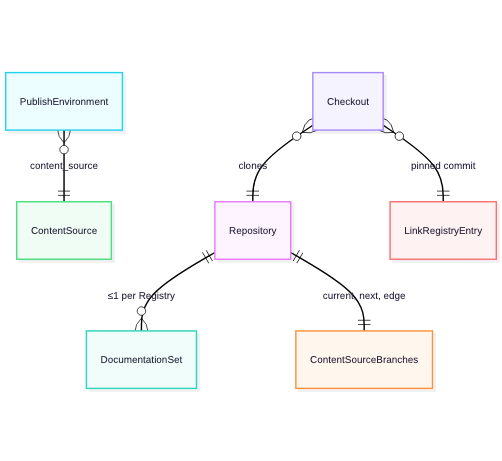 PublishEnvironment
Checkout
content_source
clones
pinned commit
ContentSource
Repository
LinkRegistryEntry
≤1 per Registry
current, next, edge
DocumentationSet
ContentSourceBranches